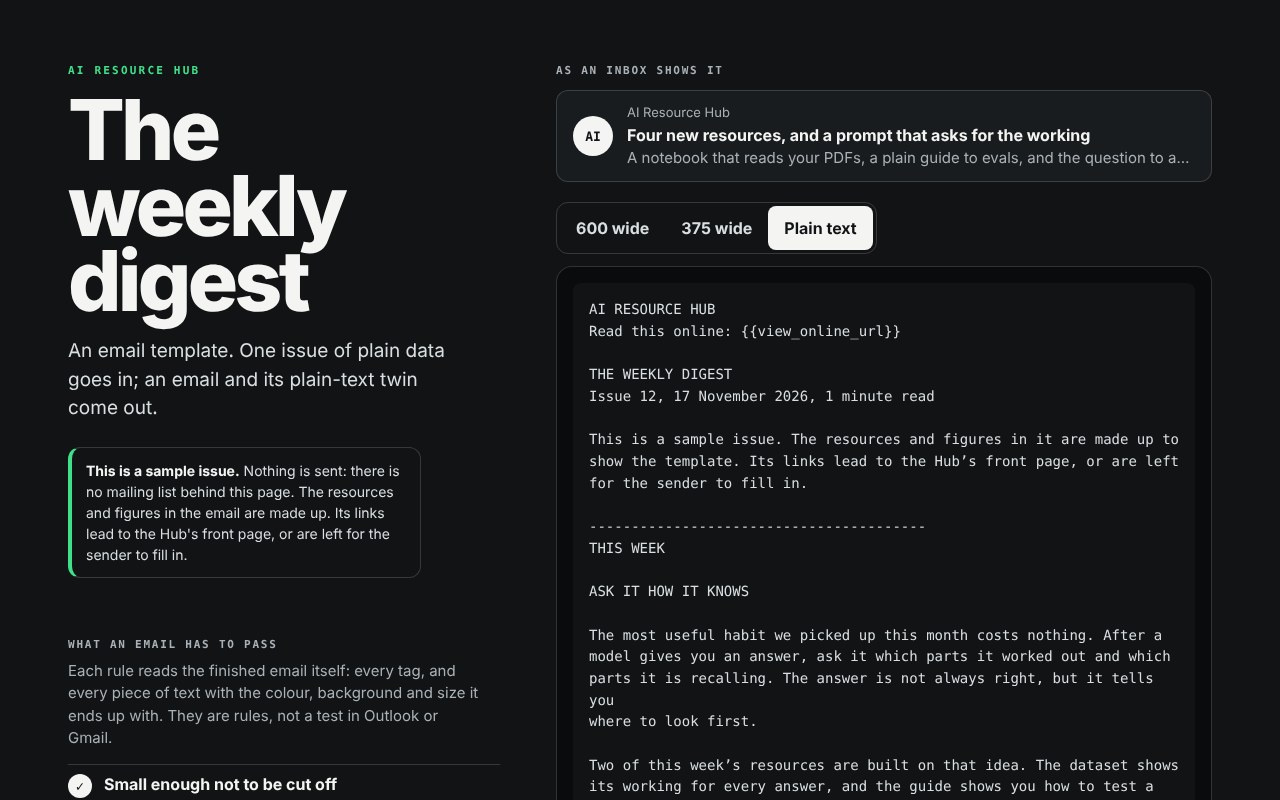 AI RESOURCE HUB
The
weekly
digest
An email template. One issue of plain data
goes in; an email and its plain-text twin
come out.
This is a sample issue. Nothing is sent: there is
no mailing list behind this page. The resources
and figures in the email are made up. Its links
lead to the Hub's front page, or are left for the
sender to fill in.
WHAT AN EMAIL HAS TO PASS
Each rule reads the finished email itself: every tag, and
every piece of text with the colour, background and size it
ends up with. They are rules, not a test in Outlook or
Gmail.
✓ Small enough not to be cut off
AS AN INBOX SHOWS IT
AI
AI Resource Hub
Four new resources, and a prompt that asks for the working
A notebook that reads your PDFs, a plain guide to evals, and the question to a…
600 wide 375 wide Plain text
AI RESOURCE HUB
Read this online: {{view_online_url}}
THE WEEKLY DIGEST
Issue 12, 17 November 2026, 1 minute read
This is a sample issue. The resources and figures in it are made up to
show the template. Its links lead to the Hub’s front page, or are left
for the sender to fill in.
----------------------------------------
THIS WEEK
ASK IT HOW IT KNOWS
The most useful habit we picked up this month costs nothing. After a
model gives you an answer, ask it which parts it worked out and which
parts it is recalling. The answer is not always right, but it tells
you
where to look first.
Two of this week’s resources are built on that idea. The dataset shows
its working for every answer, and the guide shows you how to test a